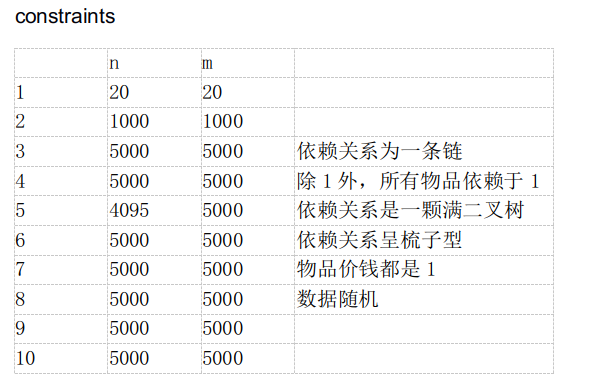 constraints
n m
1 20 20
2 1000 1000
3 5000 5000 依赖关系为一条链
4 5000 5000 除 1 外，所有物品依赖于 1
5 4095 5000 依赖关系是一颗满二叉树
6 5000 5000 依赖关系呈梳子型
7 5000 5000 物品价钱都是 1
8 5000 5000 数据随机
9 5000 5000
10 5000 5000